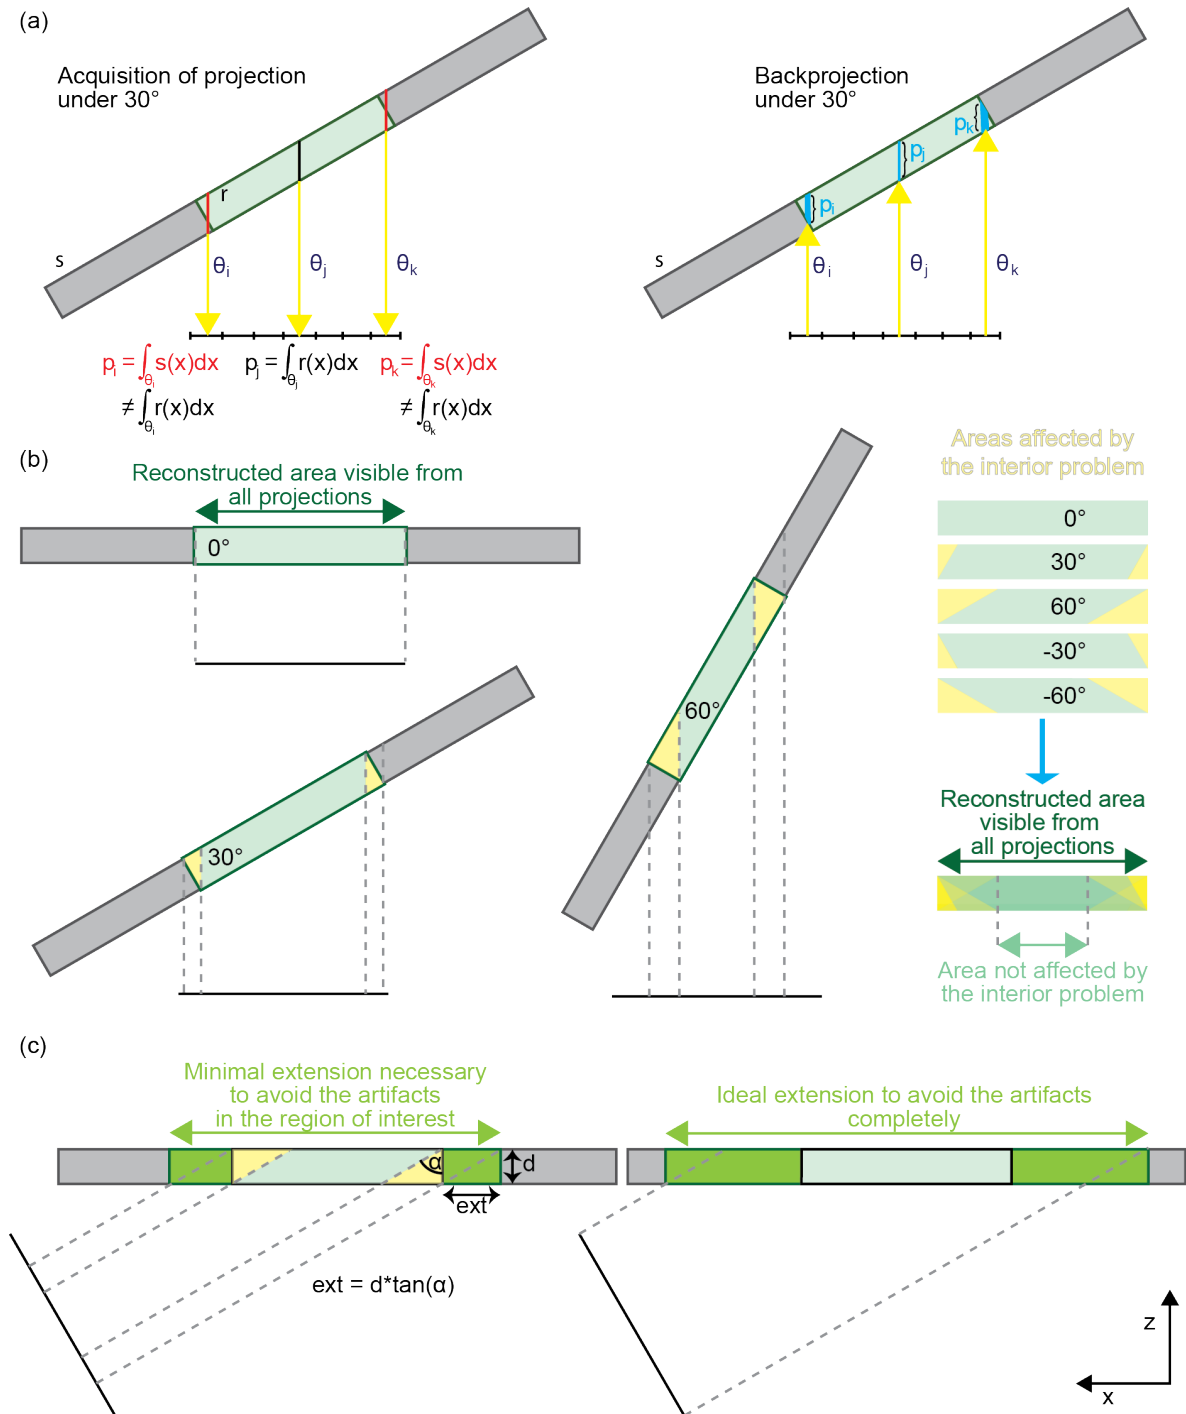 (a)
Acquisition of projection
under 30°
r
s
θi
θj
θk
pi = ∫θi s(x)dx
≠ ∫θi r(x)dx
pj = ∫θj r(x)dx
pk = ∫θk s(x)dx
≠ ∫θk r(x)dx
Backprojection
under 30°
pk
pj
pi
s
θi
θj
θk
(b)
Reconstructed area visible from
all projections
0°
30°
60°
Areas affected by
the interior problem
0°
30°
60°
-30°
-60°
Reconstructed area
visible from
all projections
Area not affected by
the interior problem
(c)
Minimal extension necessary
to avoid the artifacts
in the region of interest
α
d
ext
ext = d*tan(α)
Ideal extension to avoid the artifacts
completely
z
x